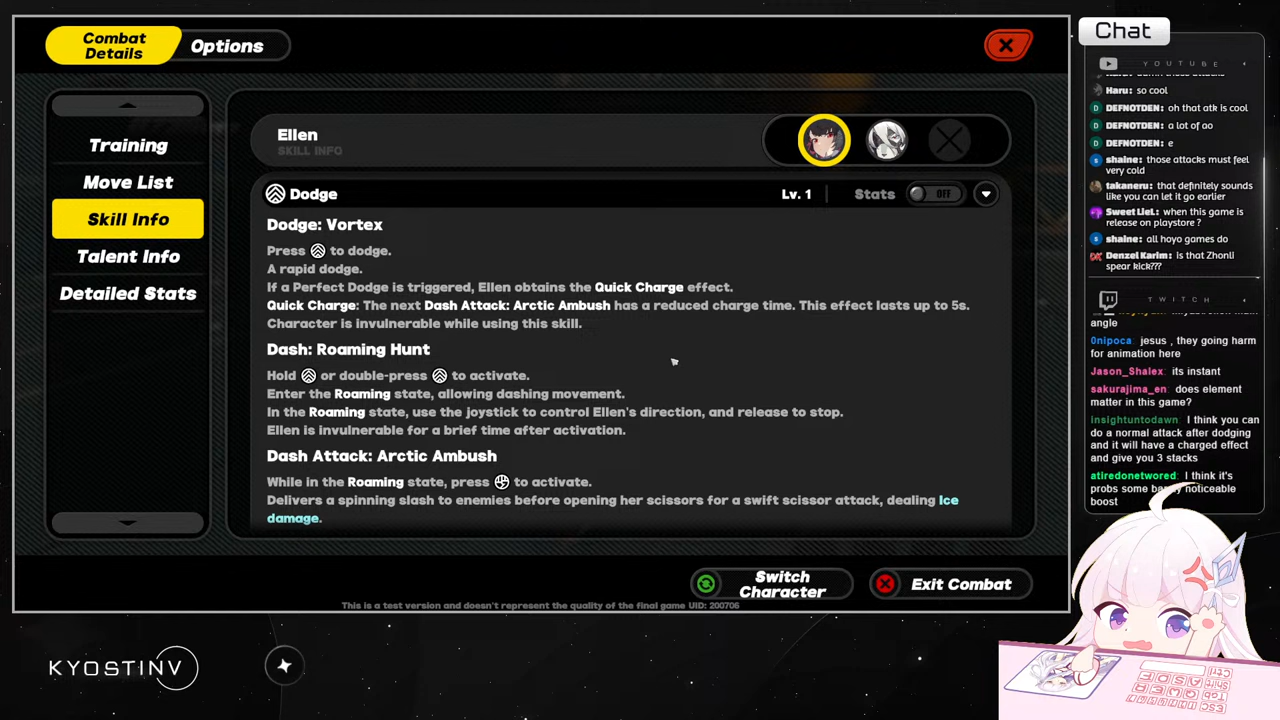 Combat
Details
Options
Training
Move List
Skill Info
Talent Info
Detailed Stats
Ellen
SKILL INFO
Dodge
Lv. 1
Stats
OFF
Dodge: Vortex
Press to dodge.
A rapid dodge.
If a Perfect Dodge is triggered, Ellen obtains the Quick Charge effect.
Quick Charge: The next Dash Attack: Arctic Ambush has a reduced charge time. This effect lasts up to 5s.
Character is invulnerable while using this skill.
Dash: Roaming Hunt
Hold or double-press to activate.
Enter the Roaming state, allowing dashing movement.
In the Roaming state, use the joystick to control Ellen's direction, and release to stop.
Ellen is invulnerable for a brief time after activation.
Dash Attack: Arctic Ambush
While in the Roaming state, press to activate.
Delivers a spinning slash to enemies before opening her scissors for a swift scissor attack, dealing Ice
damage.
Switch
Character
Exit Combat
This is a test version and doesn't represent the quality of the final game UID: 200706
KYOSTINV
Chat
YOUTUBE
Haru: so cool
DEFNOTDEN: oh that atk is cool
DEFNOTDEN: a lot of ao
DEFNOTDEN: e
shaine: those attacks must feel
very cold
takaneru: that definitely sounds
like you can let it go earlier
Sweet LieL: when this game is
release on playstore ?
shaine: all hoyo games do
Denzel Karim: is that Zhonli
spear kick???
TWITCH
angle
0nipoca: jesus , they going harm
for animation here
Jason_Shalex: its instant
sakurajima_en: does element
matter in this game?
Insightuntodawn: I think you can
do a normal attack after dodging
and it will have a charged effect
and give you 3 stacks
atiredonetwored: I think it's
probs some noticeable
boost
Ctrl
Shift
Tab
ESC